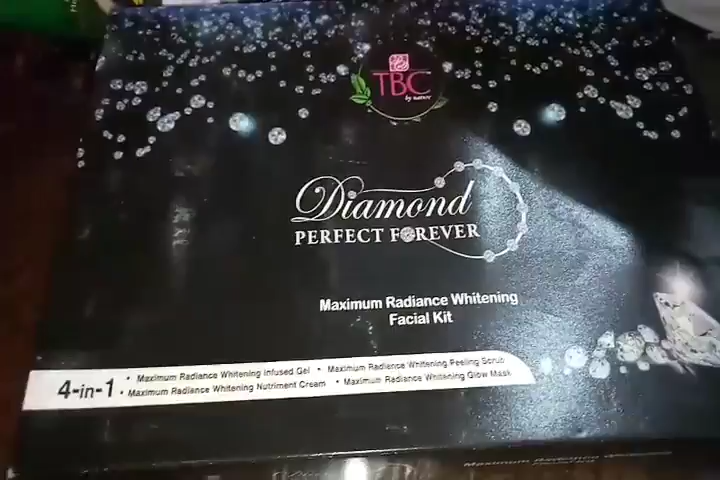 TBC
by nature
Diamond
PERFECT FOREVER
Maximum Radiance Whitening
Facial Kit
4-in-1
• Maximum Radiance Whitening Infused Gel • Maximum Radiance Whitening Peeling Scrub
• Maximum Radiance Whitening Nutriment Cream • Maximum Radiance Whitening Glow Mask